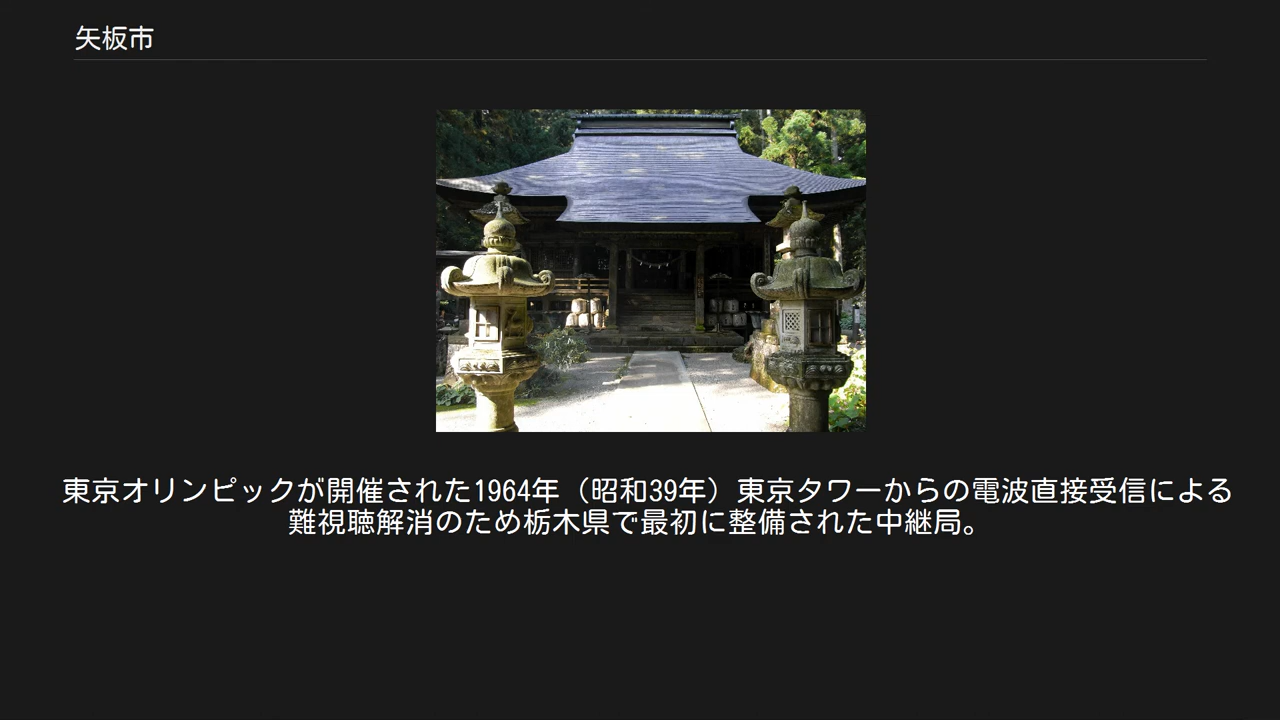 矢板市
東京オリンピックが開催された1964年（昭和39年）東京タワーからの電波直接受信による
難視聴解消のため栃木県で最初に整備された中継局。